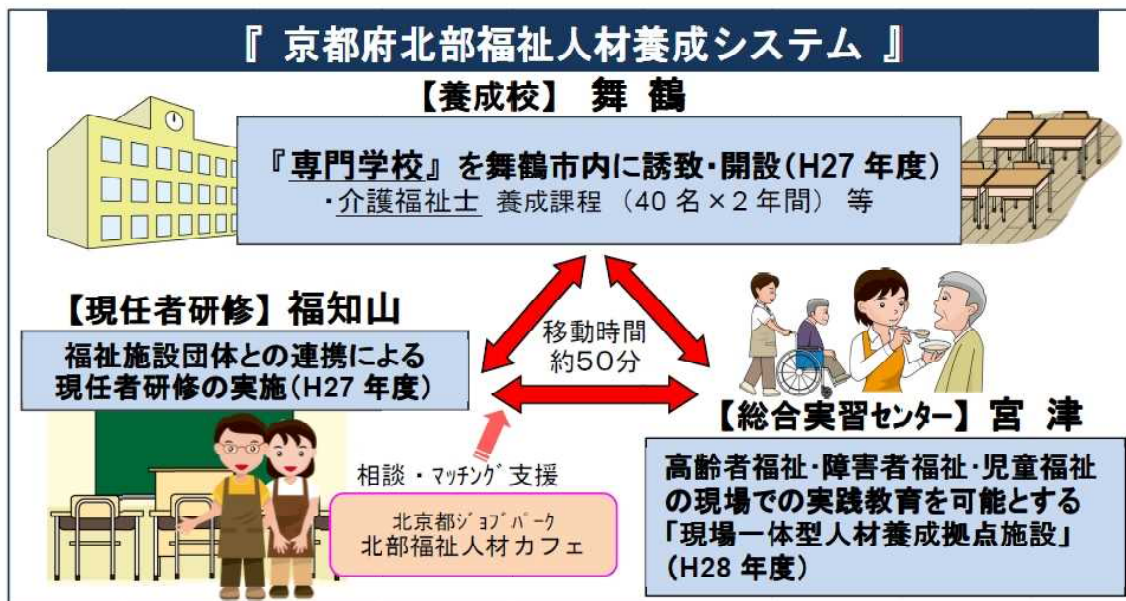 『 京都府北部福祉人材養成システム 』
【養成校】 舞 鶴
『専門学校』を舞鶴市内に誘致・開設(H27 年度)
・介護福祉士 養成課程 (40 名×2 年間) 等
【現任者研修】福知山
福祉施設団体との連携による
現任者研修の実施(H27 年度)
移動時間
約50分
相談・マッチング支援
北京都ジョブパーク
北部福祉人材カフェ
【総合実習センター】宮 津
高齢者福祉・障害者福祉・児童福祉
の現場での実践教育を可能とする
「現場一体型人材養成拠点施設」
(H28 年度)